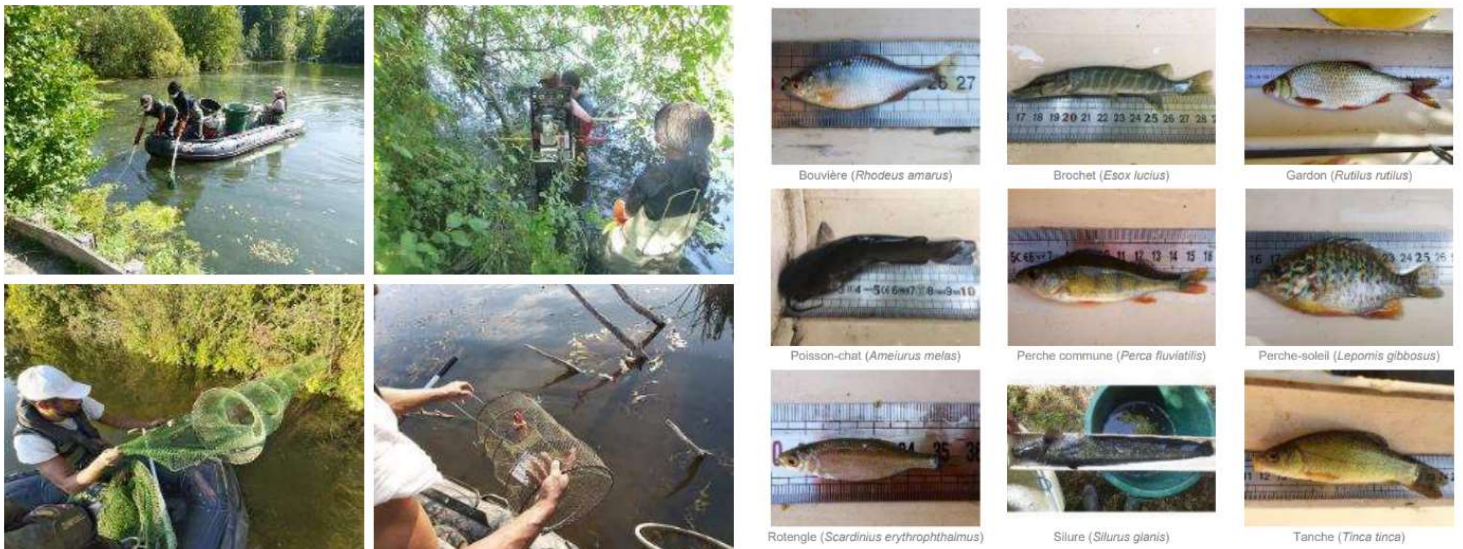 Bouvière (Rhodeus amarus)
Brochet (Esox lucius)
Gardon (Rutilus rutilus)
Poisson-chat (Ameiurus melas)
Perche commune (Perca fluviatilis)
Perche-soleil (Lepomis gibbosus)
Rotengle (Scardinius erythrophthalmus)
Silure (Silurus glanis)
Tanche (Tinca tinca)